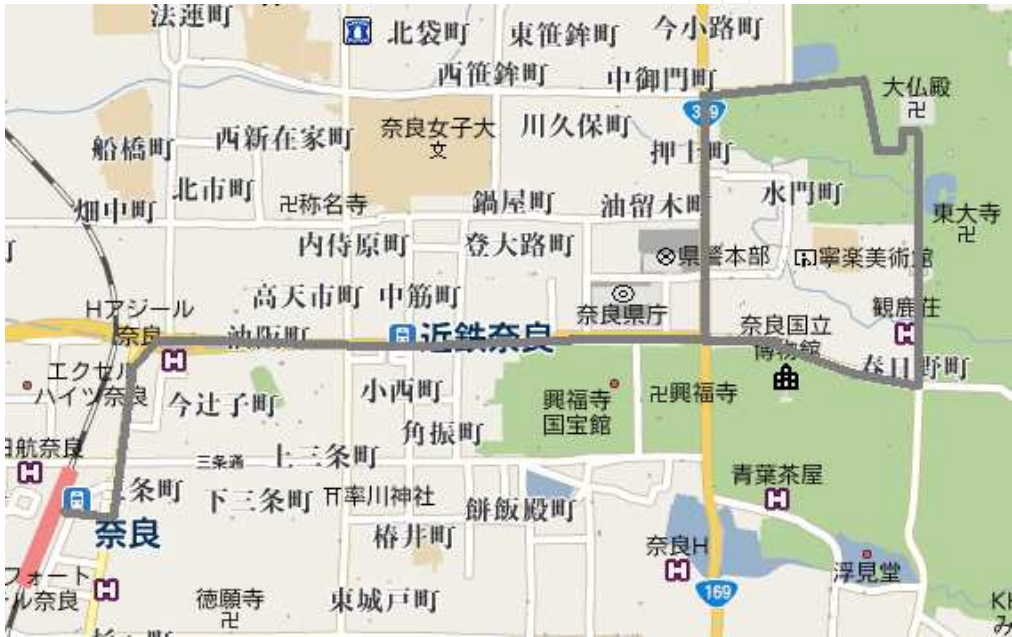 法蓮町
北袋町
東笹鉾町
今小路町
西笹鉾町
中御門町
大仏殿
卍
奈良女子大
文
川久保町
押上町
船橋町
西新在家町
北市町
水門町
畑中町
卍称名寺
鍋屋町
油留木町
東大寺
卍
内侍原町
登大路町
県警本部
寧楽美術館
高天市町
中筋町
Hアジール
奈良
奈良県庁
観鹿荘
H
油阪町
近鉄奈良
奈良国立
博物館
H
エクセル
ハイツ奈良
春日野町
小西町
今辻子町
興福寺
国宝館
卍興福寺
角振町
日航奈良
H
三条通
上三条町
青葉茶屋
H
三条町
下三条町
率川神社
餅飯殿町
奈良
椿井町
奈良H
H
浮見堂
フォート
ル奈良
H
徳願寺
卍
東城戸町
169